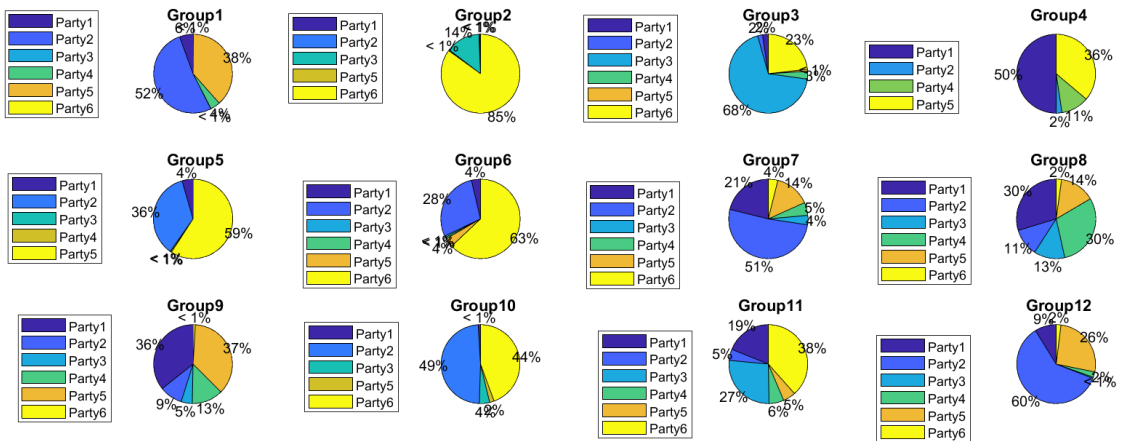 Group1
Party1
Party2
Party3
Party4
Party5
Party6
6%
< 1%
38%
52%
4%
< 1%
Group2
Party1
Party2
Party3
Party5
Party6
< 1%
14%
< 1%
85%
Group3
Party1
Party2
Party3
Party4
Party5
Party6
2%
2%
23%
< 1%
3%
68%
Group4
Party1
Party2
Party4
Party5
50%
36%
11%
2%
Group5
Party1
Party2
Party3
Party4
Party5
4%
36%
59%
< 1%
Group6
Party1
Party2
Party3
Party4
Party5
Party6
4%
28%
< 1%
4%
63%
Group7
Party1
Party2
Party3
Party4
Party5
Party6
4%
21%
14%
5%
4%
51%
Group8
Party1
Party2
Party3
Party4
Party5
Party6
2%
30%
14%
30%
11%
13%
Group9
Party1
Party2
Party3
Party4
Party5
Party6
< 1%
36%
37%
9%
5%
13%
Group10
Party1
Party2
Party3
Party5
Party6
< 1%
49%
44%
4%
2%
Group11
Party1
Party2
Party3
Party4
Party5
Party6
19%
38%
5%
27%
6%
5%
Group12
Party1
Party2
Party3
Party4
Party5
Party6
9%
2%
26%
2%
< 1%
60%